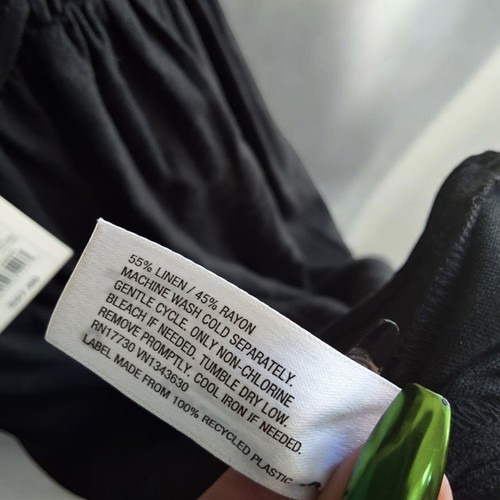 55% LINEN / 45% RAYON
MACHINE WASH COLD SEPARATELY.
GENTLE CYCLE. ONLY NON-CHLORINE
BLEACH IF NEEDED. TUMBLE DRY LOW.
REMOVE PROMPTLY. COOL IRON IF NEEDED.
RN17730 VN1343630
LABEL MADE FROM 100% RECYCLED PLASTIC